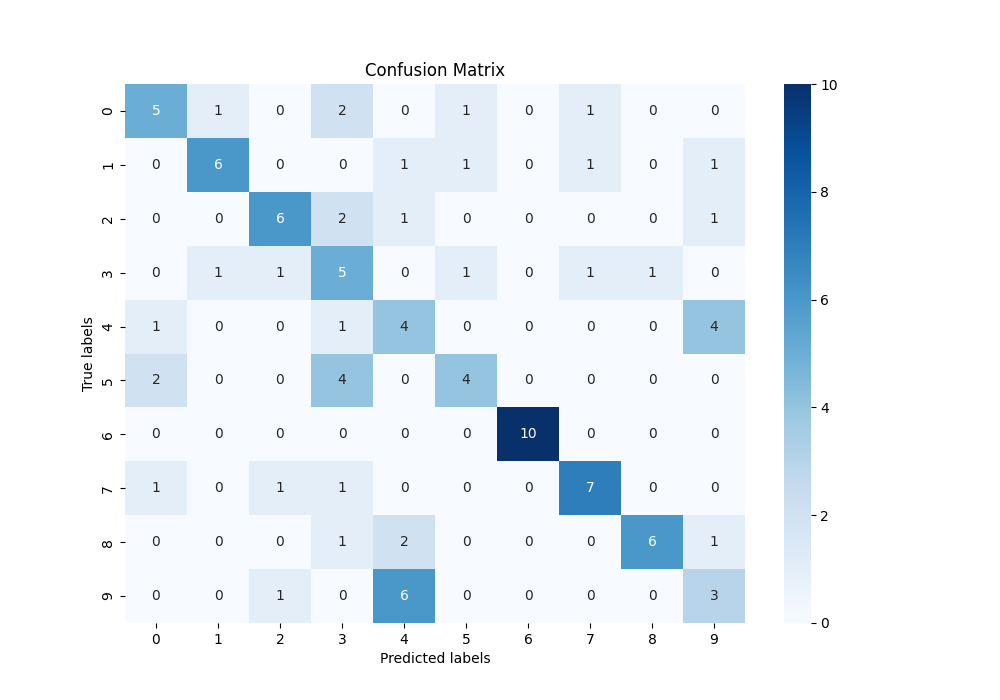 Confusion Matrix
0 5 1 0 2 0 1 0 1 0 0
1 0 6 0 0 1 1 0 1 0 1
2 0 0 6 2 1 0 0 0 0 1
3 0 1 1 5 0 1 0 1 1 0
4 1 0 0 1 4 0 0 0 0 4
5 2 0 0 4 0 4 0 0 0 0
6 0 0 0 0 0 0 10 0 0 0
7 1 0 1 1 0 0 0 7 0 0
8 0 0 0 1 2 0 0 0 6 1
9 0 0 1 0 6 0 0 0 0 3
0 1 2 3 4 5 6 7 8 9
Predicted labels
True labels
10
8
6
4
2
0